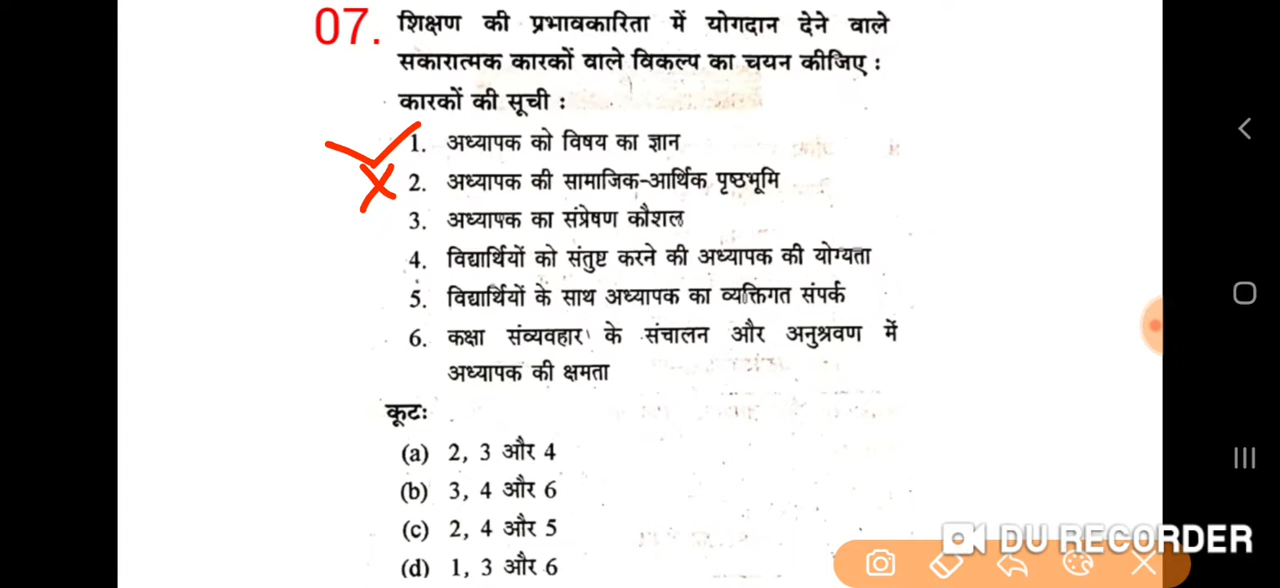 07. शिक्षण की प्रभावकारिता में योगदान देने वाले
सकारात्मक कारकों वाले विकल्प का चयन कीजिए :
कारकों की सूची :
1. अध्यापक को विषय का ज्ञान
2. अध्यापक की सामाजिक-आर्थिक पृष्ठभूमि
3. अध्यापक का संप्रेषण कौशल
4. विद्यार्थियों को संतुष्ट करने की अध्यापक की योग्यता
5. विद्यार्थियों के साथ अध्यापक का व्यक्तिगत संपर्क
6. कक्षा संव्यवहार के संचालन और अनुश्रवण में
अध्यापक की क्षमता
कूटः
(a) 2, 3 और 4
(b) 3, 4 और 6
(c) 2, 4 और 5
(d) 1, 3 और 6
DU RECORDER